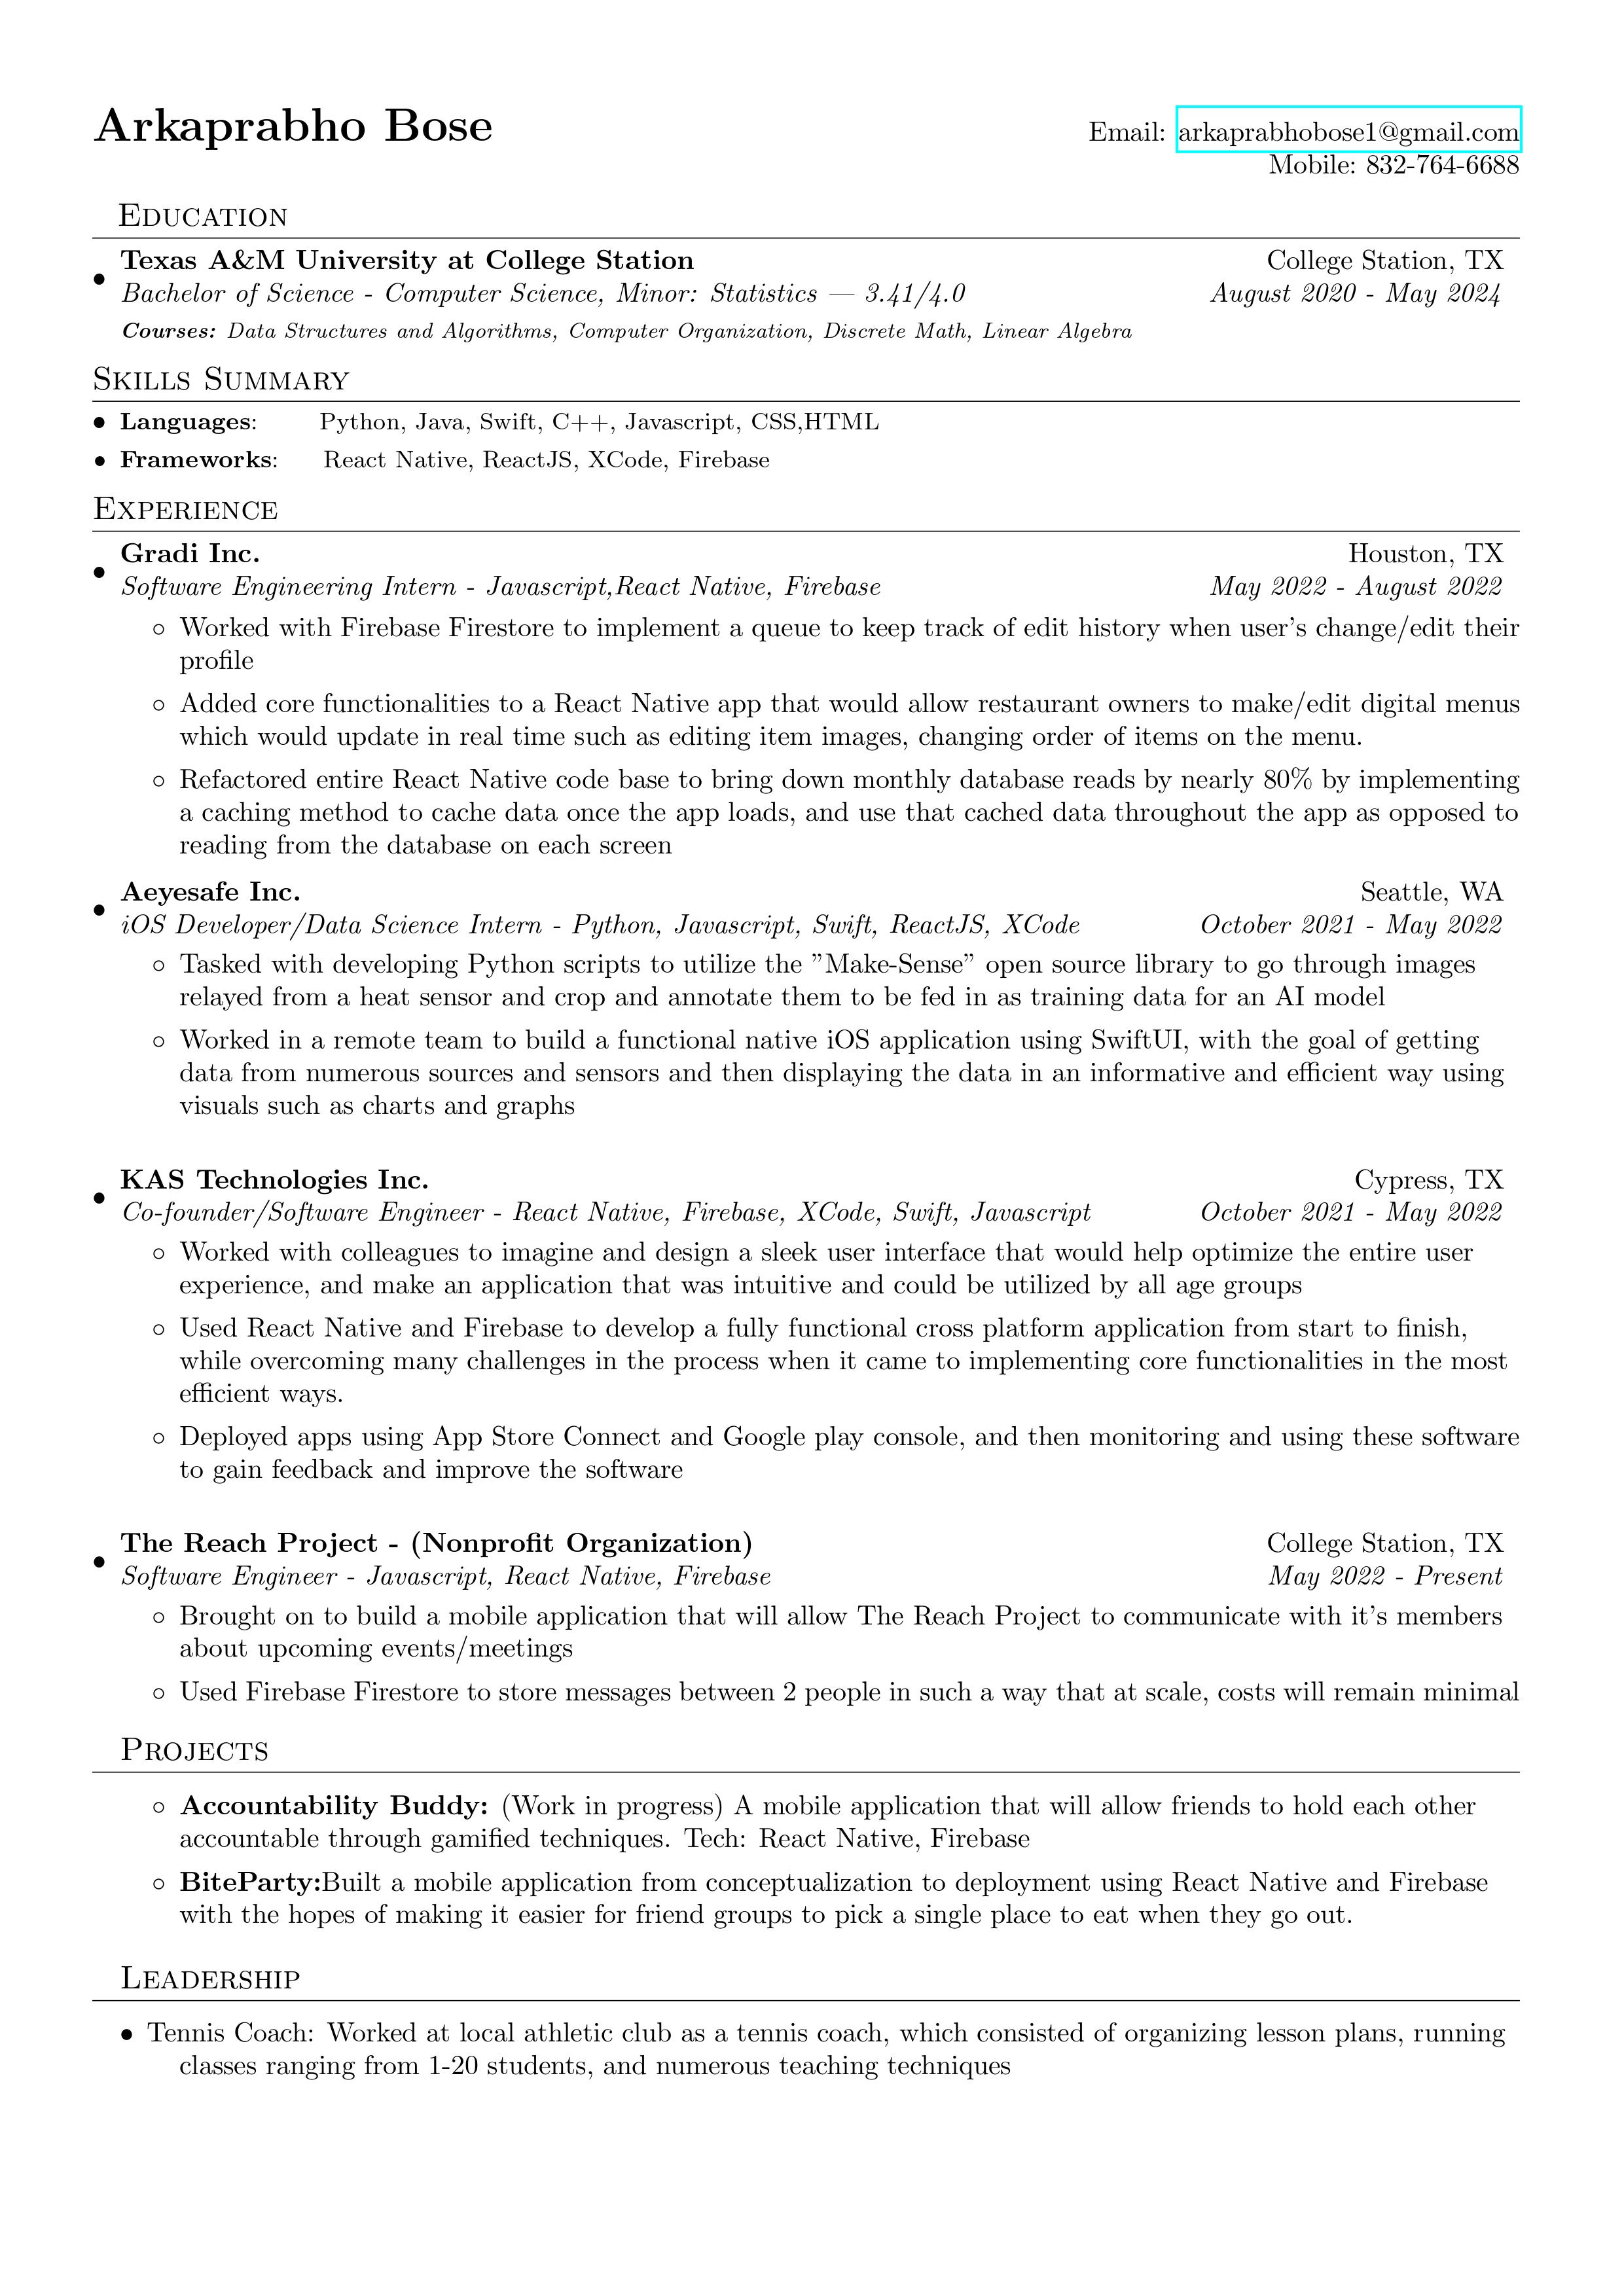 Arkaprabho Bose
Email: arkaprabhobose1@gmail.com
Mobile: 832-764-6688
Education
• Texas A&M University at College Station College Station, TX
Bachelor of Science - Computer Science, Minor: Statistics — 3.41/4.0 August 2020 - May 2024
Courses: Data Structures and Algorithms, Computer Organization, Discrete Math, Linear Algebra
Skills Summary
• Languages: Python, Java, Swift, C++, Javascript, CSS,HTML
• Frameworks: React Native, ReactJS, XCode, Firebase
Experience
• Gradi Inc. Houston, TX
Software Engineering Intern - Javascript,React Native, Firebase May 2022 - August 2022
◦ Worked with Firebase Firestore to implement a queue to keep track of edit history when user's change/edit their
profile
◦ Added core functionalities to a React Native app that would allow restaurant owners to make/edit digital menus
which would update in real time such as editing item images, changing order of items on the menu.
◦ Refactored entire React Native code base to bring down monthly database reads by nearly 80% by implementing
a caching method to cache data once the app loads, and use that cached data throughout the app as opposed to
reading from the database on each screen
• Aeyesafe Inc. Seattle, WA
iOS Developer/Data Science Intern - Python, Javascript, Swift, ReactJS, XCode October 2021 - May 2022
◦ Tasked with developing Python scripts to utilize the ”Make-Sense” open source library to go through images
relayed from a heat sensor and crop and annotate them to be fed in as training data for an AI model
◦ Worked in a remote team to build a functional native iOS application using SwiftUI, with the goal of getting
data from numerous sources and sensors and then displaying the data in an informative and efficient way using
visuals such as charts and graphs
• KAS Technologies Inc. Cypress, TX
Co-founder/Software Engineer - React Native, Firebase, XCode, Swift, Javascript October 2021 - May 2022
◦ Worked with colleagues to imagine and design a sleek user interface that would help optimize the entire user
experience, and make an application that was intuitive and could be utilized by all age groups
◦ Used React Native and Firebase to develop a fully functional cross platform application from start to finish,
while overcoming many challenges in the process when it came to implementing core functionalities in the most
efficient ways.
◦ Deployed apps using App Store Connect and Google play console, and then monitoring and using these software
to gain feedback and improve the software
• The Reach Project - (Nonprofit Organization) College Station, TX
Software Engineer - Javascript, React Native, Firebase May 2022 - Present
◦ Brought on to build a mobile application that will allow The Reach Project to communicate with it's members
about upcoming events/meetings
◦ Used Firebase Firestore to store messages between 2 people in such a way that at scale, costs will remain minimal
Projects
◦ Accountability Buddy: (Work in progress) A mobile application that will allow friends to hold each other
accountable through gamified techniques. Tech: React Native, Firebase
◦ BiteParty:Built a mobile application from conceptualization to deployment using React Native and Firebase
with the hopes of making it easier for friend groups to pick a single place to eat when they go out.
Leadership
• Tennis Coach: Worked at local athletic club as a tennis coach, which consisted of organizing lesson plans, running
classes ranging from 1-20 students, and numerous teaching techniques